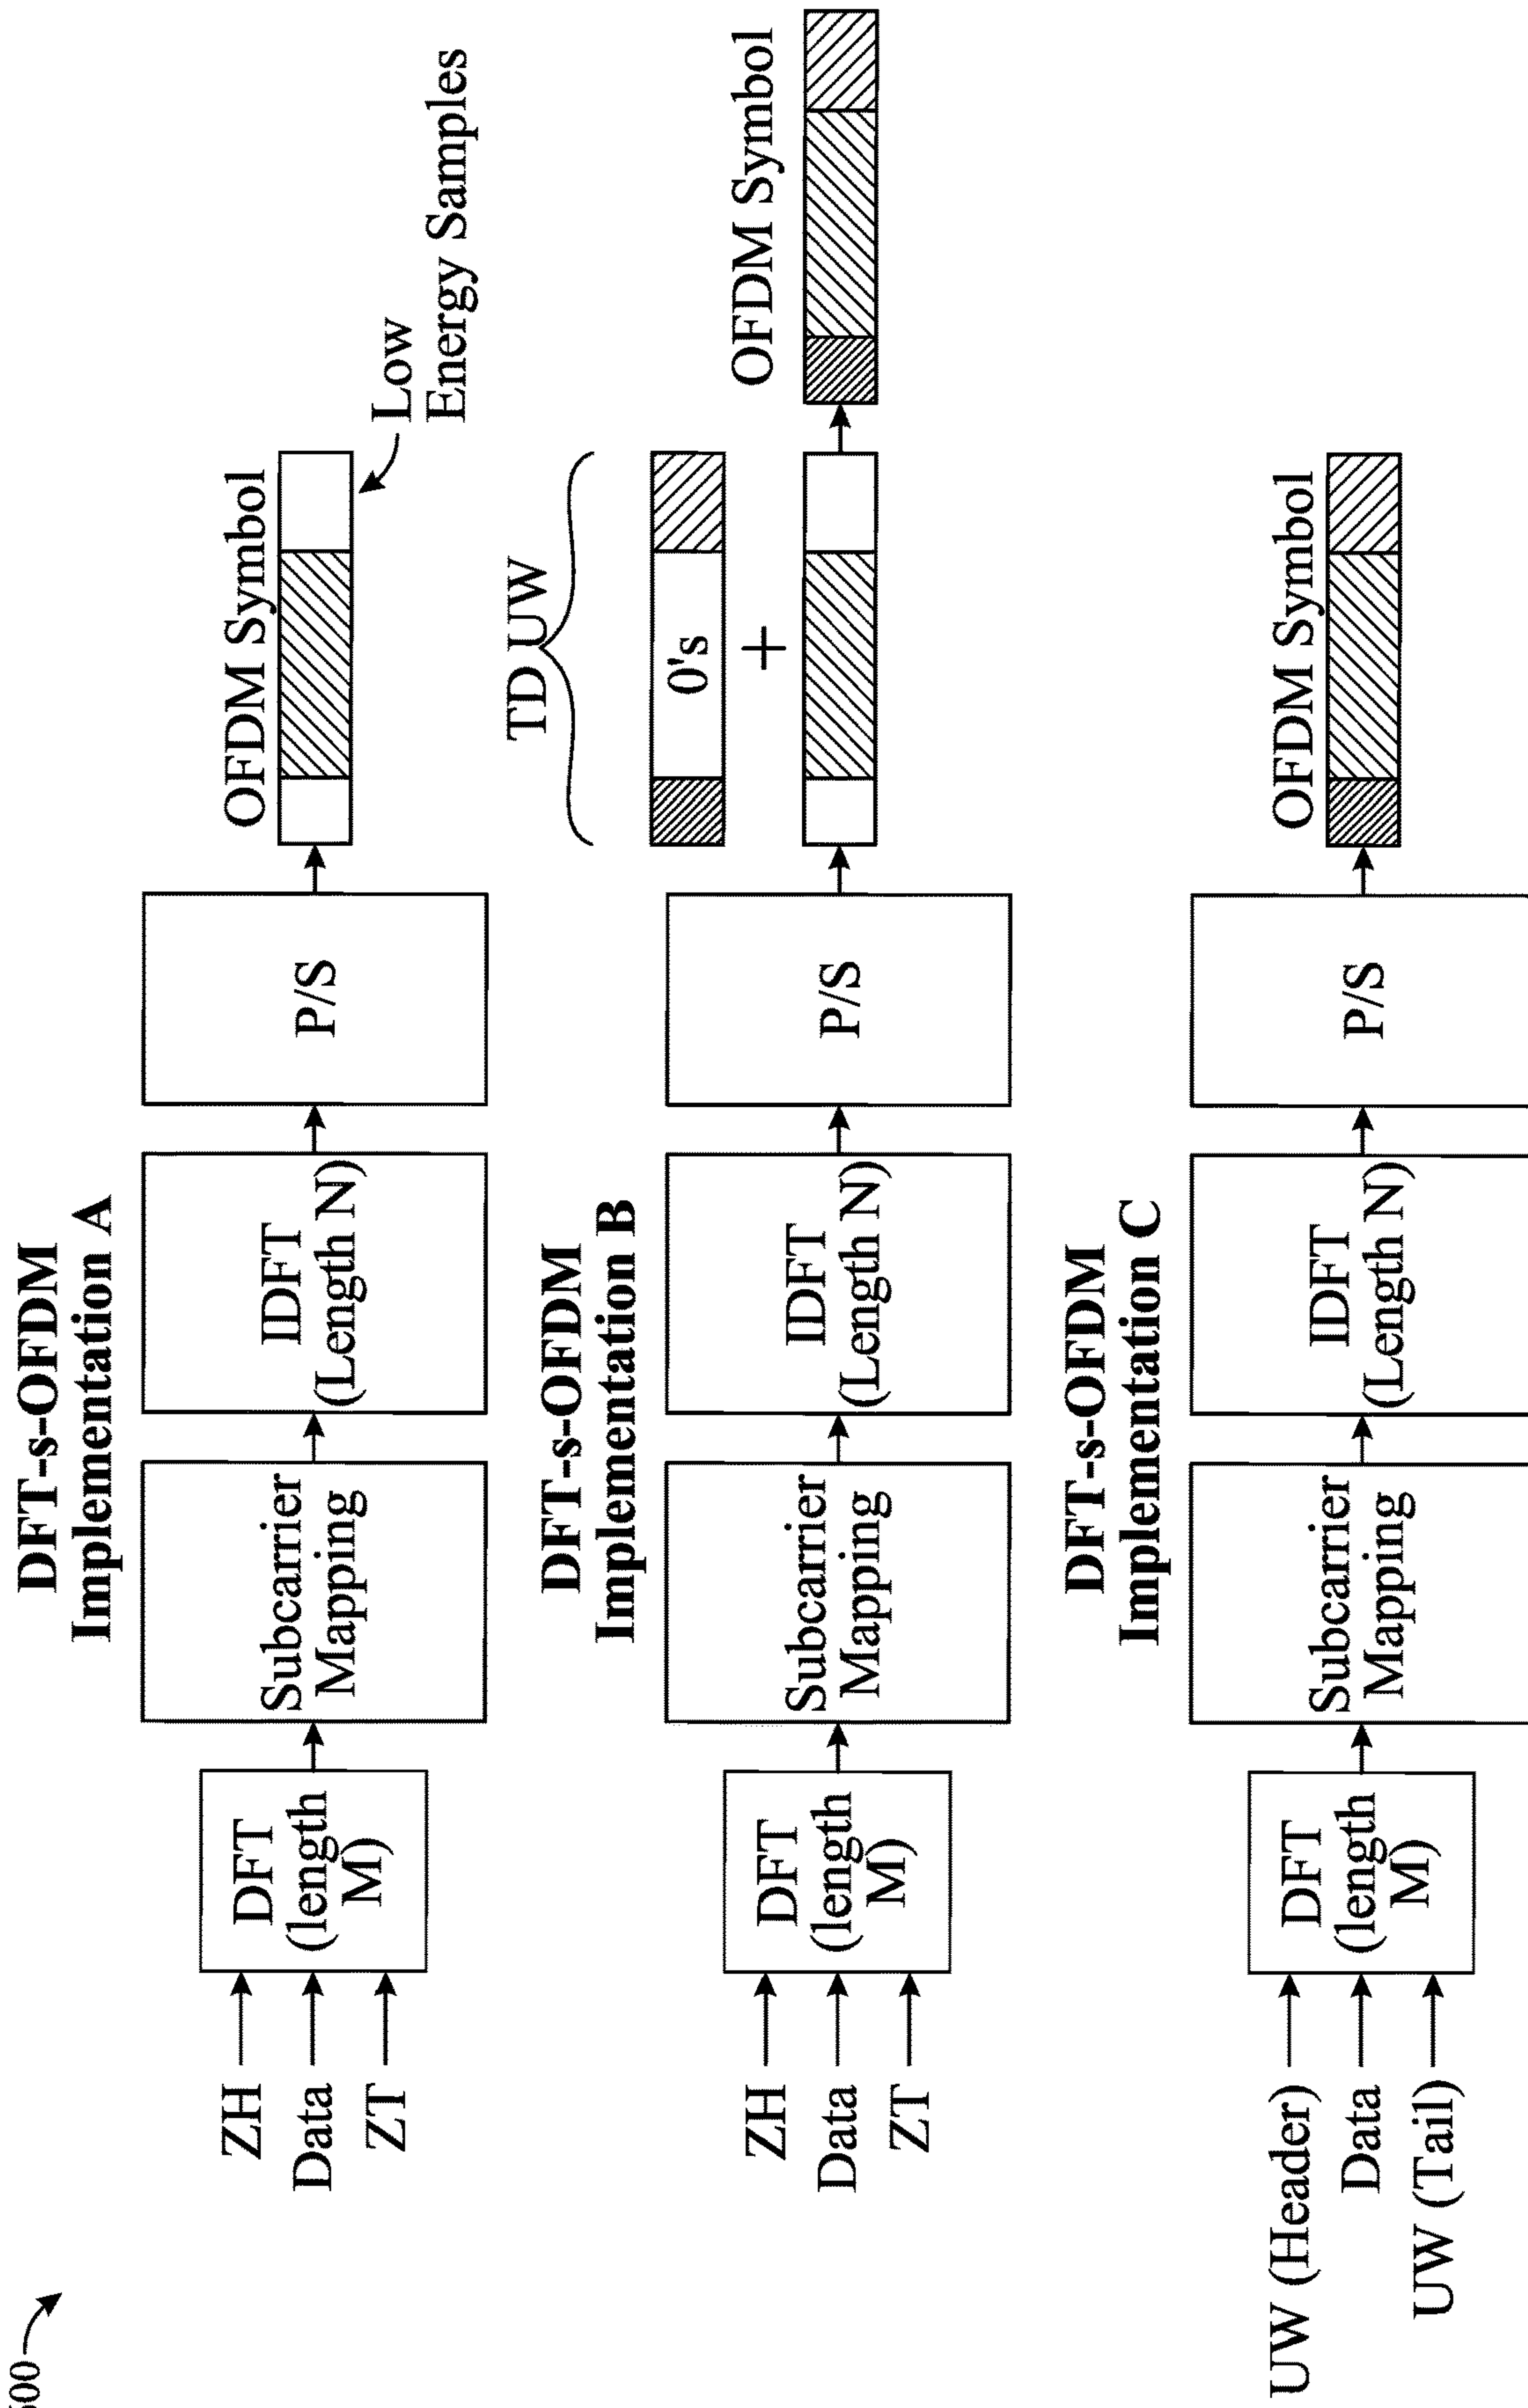 DFT-s-OFDM
Implementation A
ZH
Data
ZT
DFT
(length
M)
Subcarrier
Mapping
IDFT
(Length N)
P/S
OFDM Symbol
Low
Energy Samples
DFT-s-OFDM
Implementation B
ZH
Data
ZT
DFT
(length
M)
Subcarrier
Mapping
IDFT
(Length N)
P/S
TD UW
0's
+
OFDM Symbol
DFT-s-OFDM
Implementation C
UW (Header)
Data
UW (Tail)
DFT
(length
M)
Subcarrier
Mapping
IDFT
(Length N)
P/S
OFDM Symbol